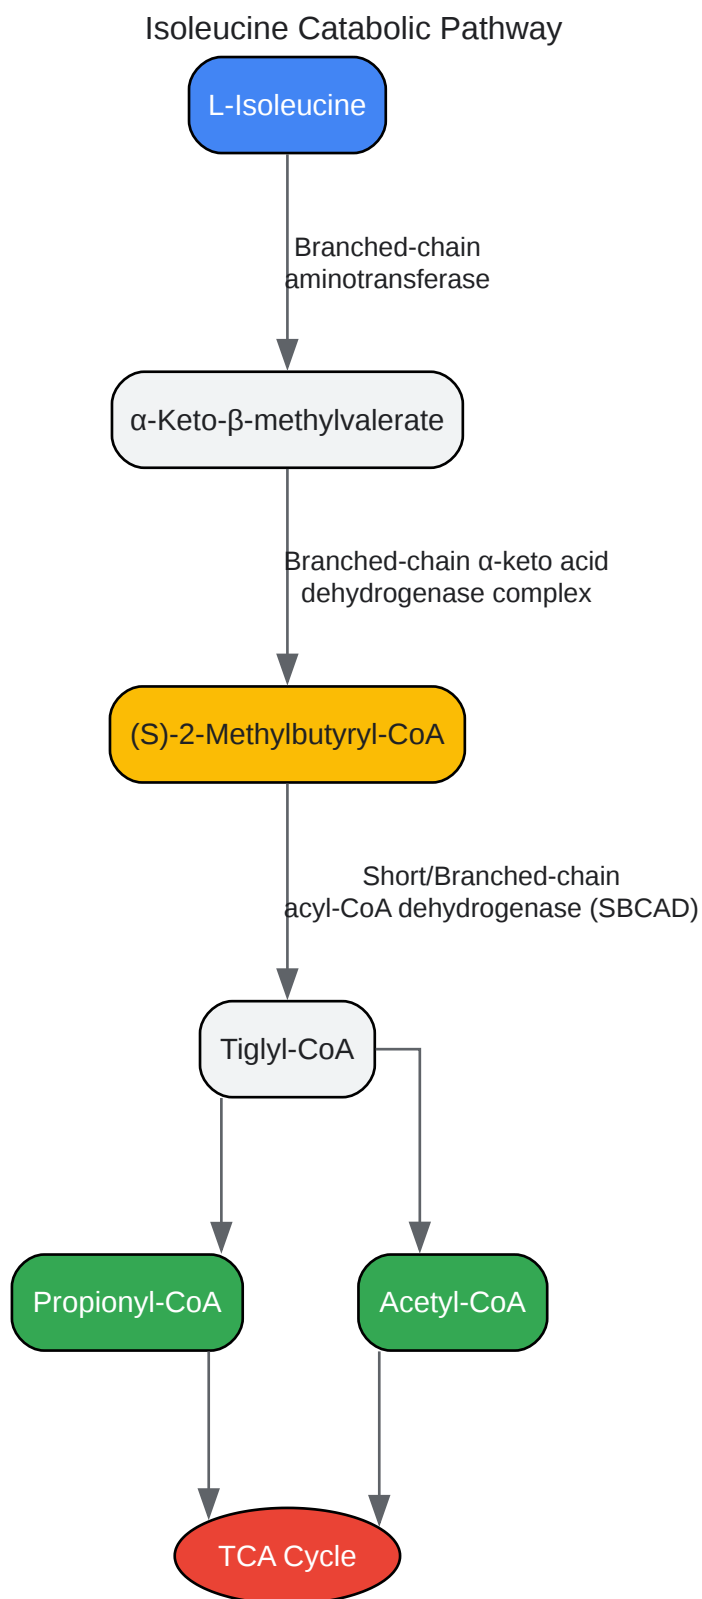 Isoleucine Catabolic Pathway
L-Isoleucine
Branched-chain
aminotransferase
α-Keto-β-methylvalerate
Branched-chain α-keto acid
dehydrogenase complex
(S)-2-Methylbutyryl-CoA
Short/Branched-chain
acyl-CoA dehydrogenase (SBCAD)
Tiglyl-CoA
Propionyl-CoA
Acetyl-CoA
TCA Cycle